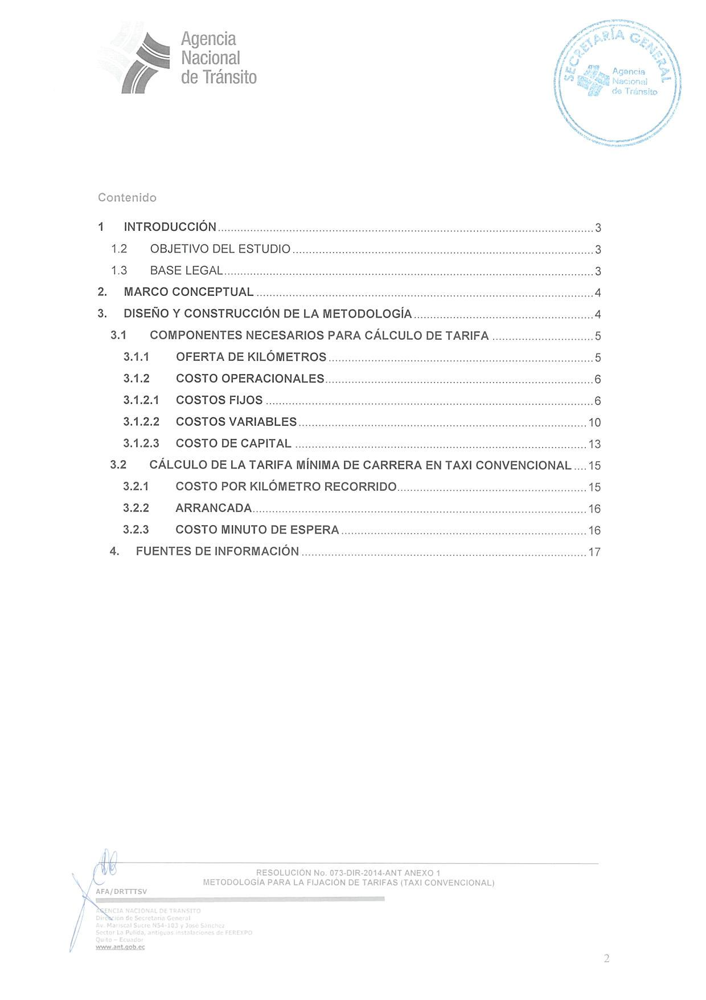 Agencia
Nacional
de Tránsito
SECRETARÍA GENERAL
Agencia
Nacional
de Tránsito
Contenido
1 INTRODUCCIÓN 3
1.2 OBJETIVO DEL ESTUDIO 3
1.3 BASE LEGAL 3
2. MARCO CONCEPTUAL 4
3. DISEÑO Y CONSTRUCCIÓN DE LA METODOLOGÍA 4
3.1 COMPONENTES NECESARIOS PARA CÁLCULO DE TARIFA 5
3.1.1 OFERTA DE KILÓMETROS 5
3.1.2 COSTO OPERACIONALES 6
3.1.2.1 COSTOS FIJOS 6
3.1.2.2 COSTOS VARIABLES 10
3.1.2.3 COSTO DE CAPITAL 13
3.2 CÁLCULO DE LA TARIFA MÍNIMA DE CARRERA EN TAXI CONVENCIONAL 15
3.2.1 COSTO POR KILÓMETRO RECORRIDO 15
3.2.2 ARRANCADA 16
3.2.3 COSTO MINUTO DE ESPERA 16
4. FUENTES DE INFORMACIÓN 17
RESOLUCIÓN No. 073-DIR-2014-ANT ANEXO 1
METODOLOGÍA PARA LA FIJACIÓN DE TARIFAS (TAXI CONVENCIONAL)
AFA/DRTTTSV
AGENCIA NACIONAL DE TRANSITO
Dirección de Secretaría General
Av. Mariscal Sucre N54-103 y José Sánchez
Sector La Pulida, antiguas instalaciones de FEREXPO
Quito – Ecuador
www.ant.gob.ec
2